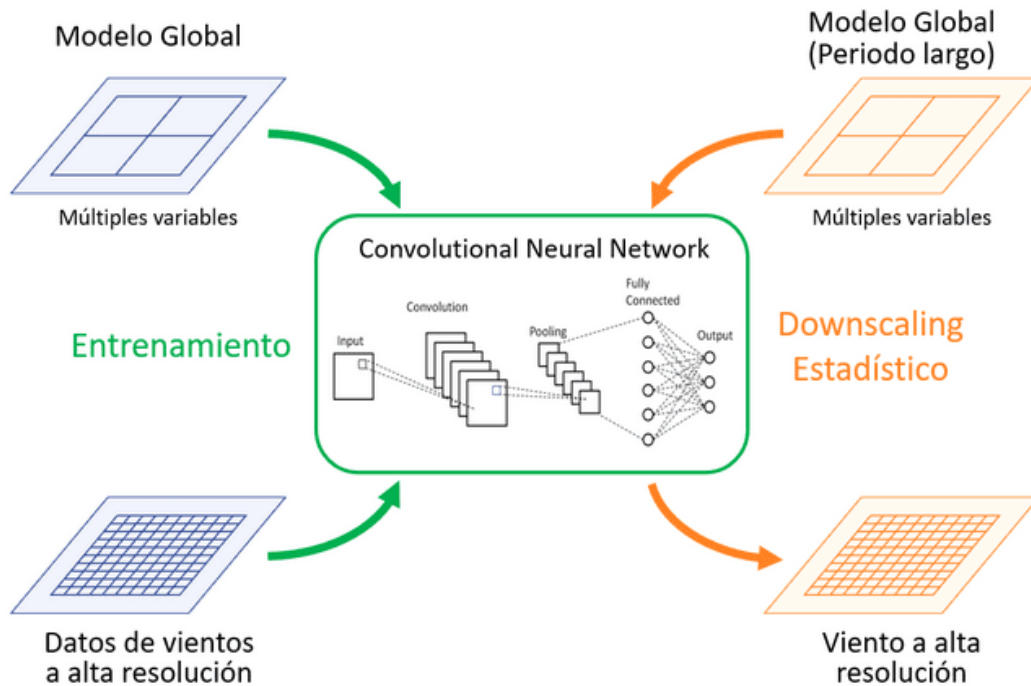 Modelo Global
Modelo Global
(Periodo largo)
Múltiples variables
Múltiples variables
Convolutional Neural Network
Fully
Connected
Convolution
Pooling
Output
Input
Entrenamiento
Downscaling
Estadístico
Datos de vientos
a alta resolución
Viento a alta
resolución